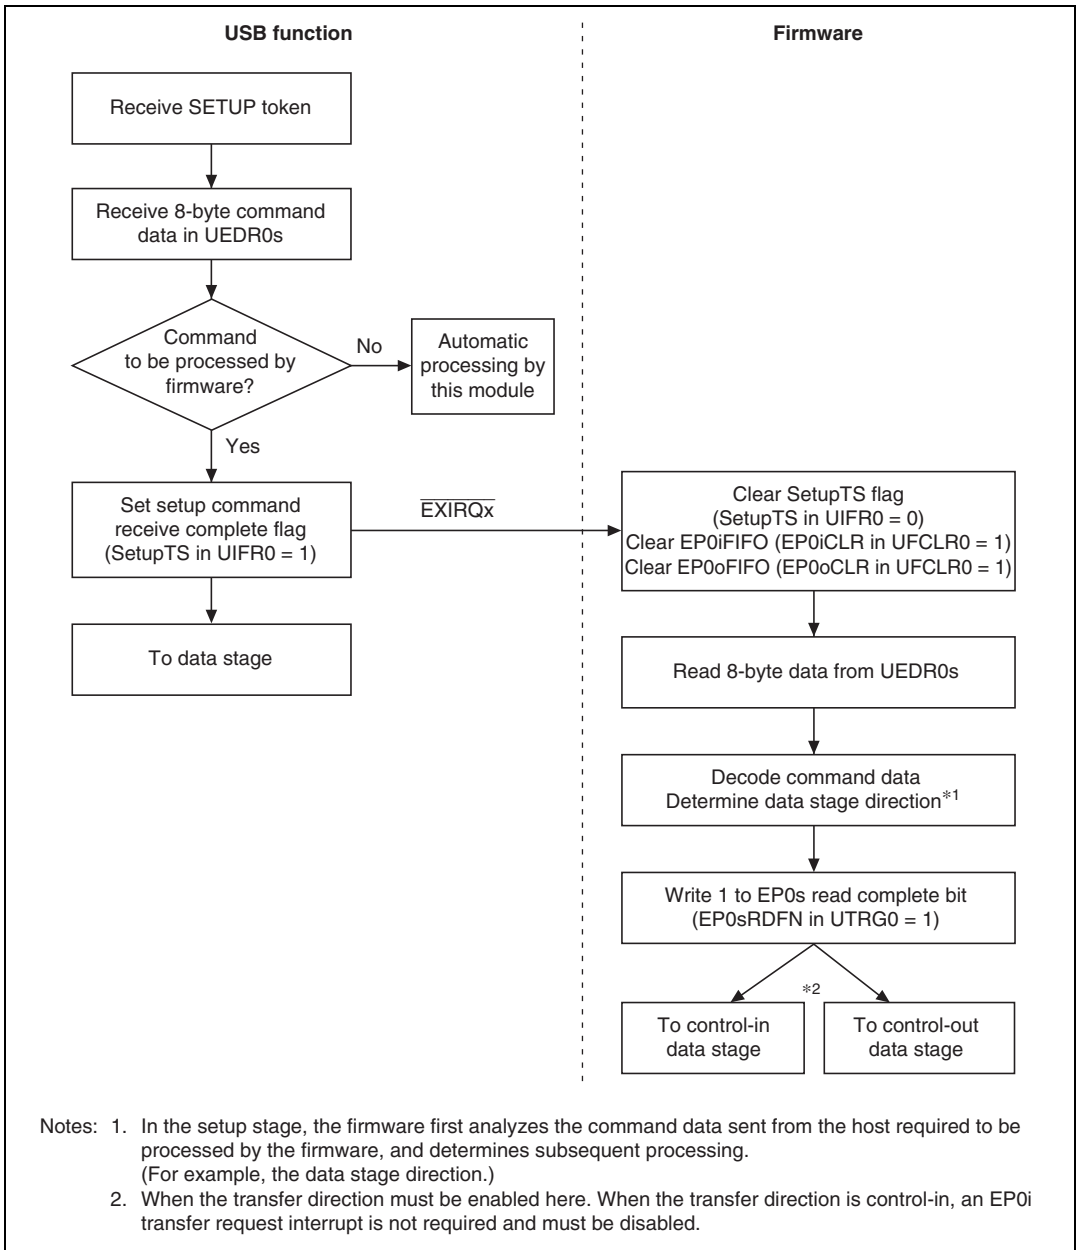 USB function
Firmware
Receive SETUP token
Receive 8-byte command
data in UEDR0s
Command
to be processed by
firmware?
No
Automatic
processing by
this module
Yes
Set setup command
receive complete flag
(SetupTS in UIFR0 = 1)
EXIRQx
To data stage
Clear SetupTS flag
(SetupTS in UIFR0 = 0)
Clear EP0iFIFO (EP0iCLR in UFCLR0 = 1)
Clear EP0oFIFO (EP0oCLR in UFCLR0 = 1)
Read 8-byte data from UEDR0s
Decode command data
Determine data stage direction*1
Write 1 to EP0s read complete bit
(EP0sRDFN in UTRG0 = 1)
*2
To control-in
data stage
To control-out
data stage
Notes: 1. In the setup stage, the firmware first analyzes the command data sent from the host required to be
processed by the firmware, and determines subsequent processing.
(For example, the data stage direction.)
2. When the transfer direction must be enabled here. When the transfer direction is control-in, an EP0i
transfer request interrupt is not required and must be disabled.